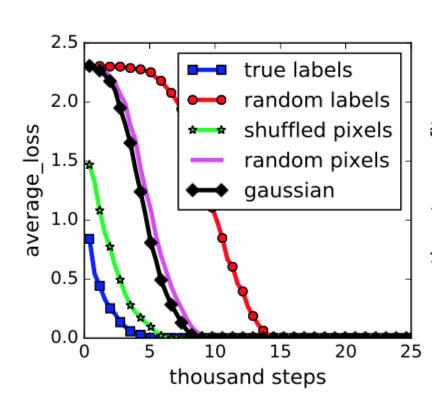 2.5
2.0
1.5
1.0
0.5
0.0
average_loss
true labels
random labels
shuffled pixels
random pixels
gaussian
0 5 10 15 20 25
thousand steps